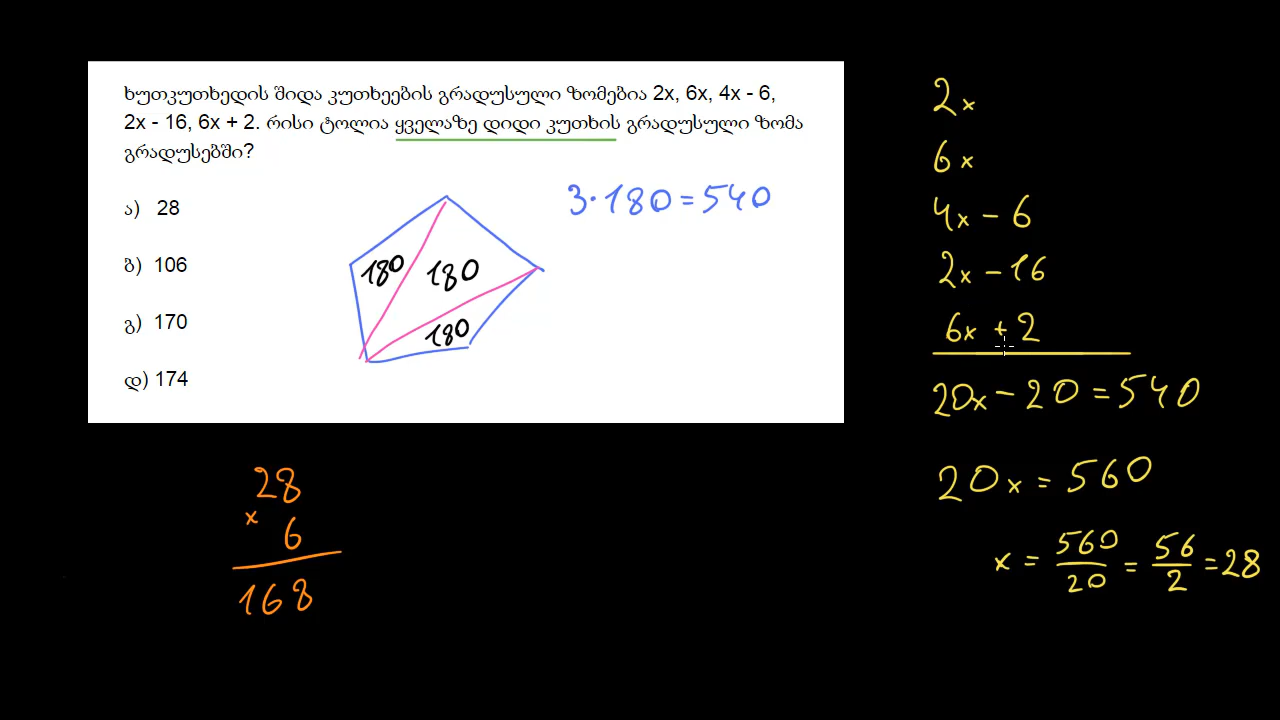 ხუთკუთხედის შიდა კუთხეების გრადუსული ზომებია 2x, 6x, 4x - 6,
2x - 16, 6x + 2. რისი ტოლია ყველაზე დიდი კუთხის გრადუსული ზომა
გრადუსებში?
ა) 28
ბ) 106
გ) 170
დ) 174
3·180=540
180
180
180
2x
6x
4x - 6
2x - 16
6x + 2
20x - 20 = 540
20x = 560
x = 560/20 = 56/2 = 28
28
x 6
168